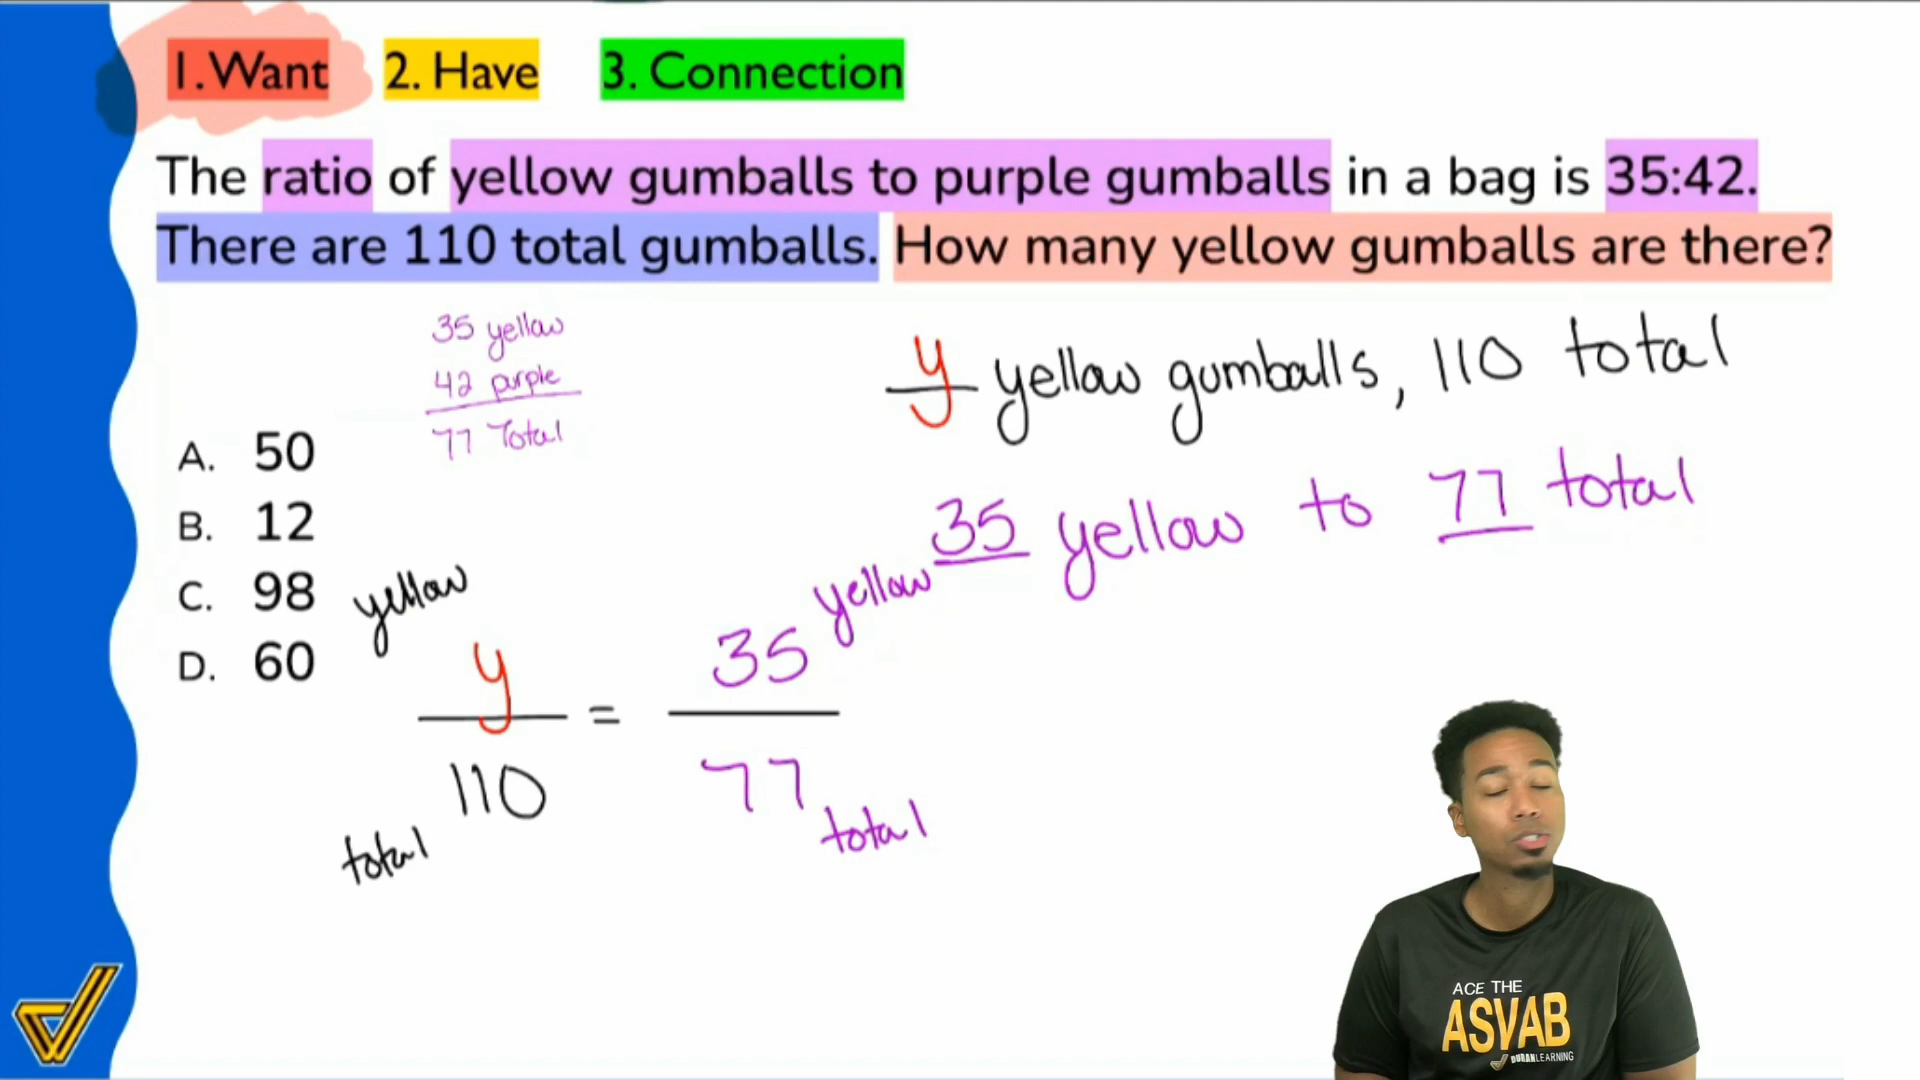 1. Want 2. Have 3. Connection
The ratio of yellow gumballs to purple gumballs in a bag is 35:42.
There are 110 total gumballs. How many yellow gumballs are there?
35 yellow
42 purple
77 Total
y yellow gumballs, 110 total
35 yellow to 77 total
A. 50
B. 12
C. 98
D. 60
yellow
y
110
total
=
35 yellow
77 total
ACE THE
ASVAB
DURAN LEARNING